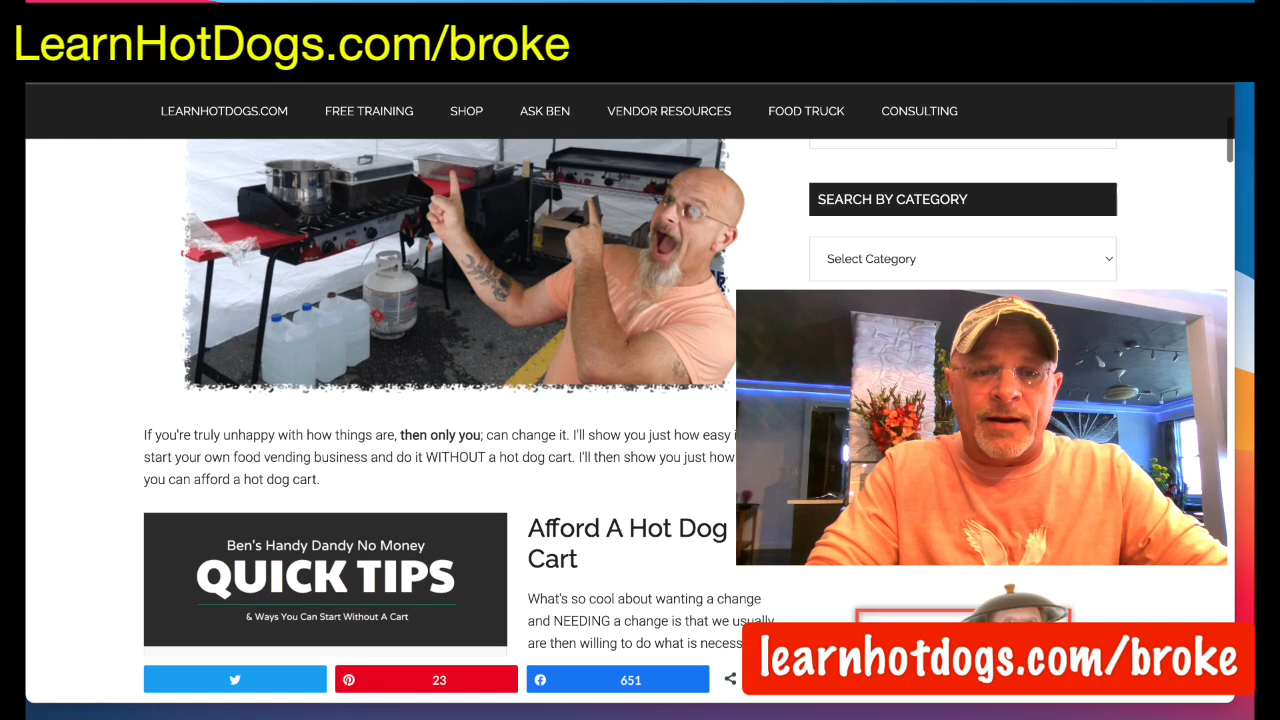 LearnHotDogs.com/broke
LEARNHOTDOGS.COM FREE TRAINING SHOP ASK BEN VENDOR RESOURCES FOOD TRUCK CONSULTING
SEARCH BY CATEGORY
Select Category
If you're truly unhappy with how things are, then only you; can change it. I'll show you just how easy
start your own food vending business and do it WITHOUT a hot dog cart. I'll then show you just how
you can afford a hot dog cart.
Ben's Handy Dandy No Money
QUICK TIPS
& Ways You Can Start Without A Cart
Afford A Hot Dog
Cart
What's so cool about wanting a change
and NEEDING a change is that we usually
are then willing to do what is
23
651
learnhotdogs.com/broke